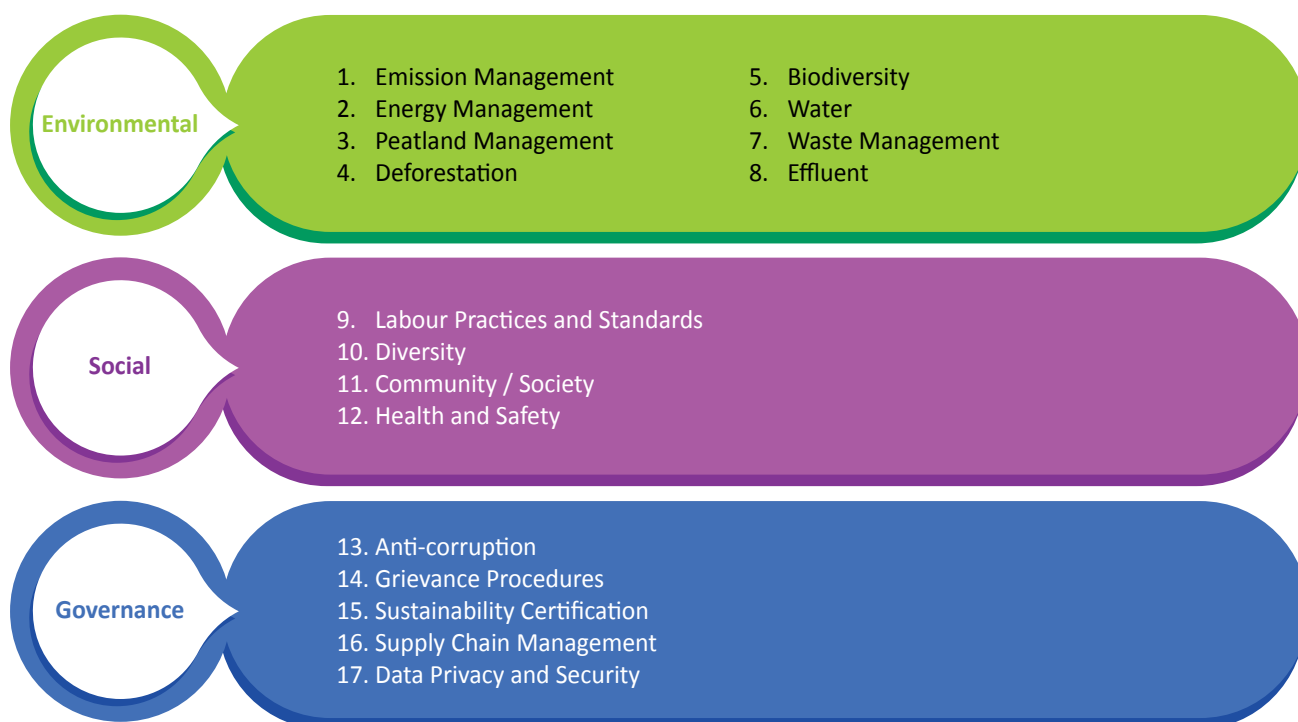 Environmental
1. Emission Management
2. Energy Management
3. Peatland Management
4. Deforestation
5. Biodiversity
6. Water
7. Waste Management
8. Effluent
Social
9. Labour Practices and Standards
10. Diversity
11. Community / Society
12. Health and Safety
Governance
13. Anti-corruption
14. Grievance Procedures
15. Sustainability Certification
16. Supply Chain Management
17. Data Privacy and Security